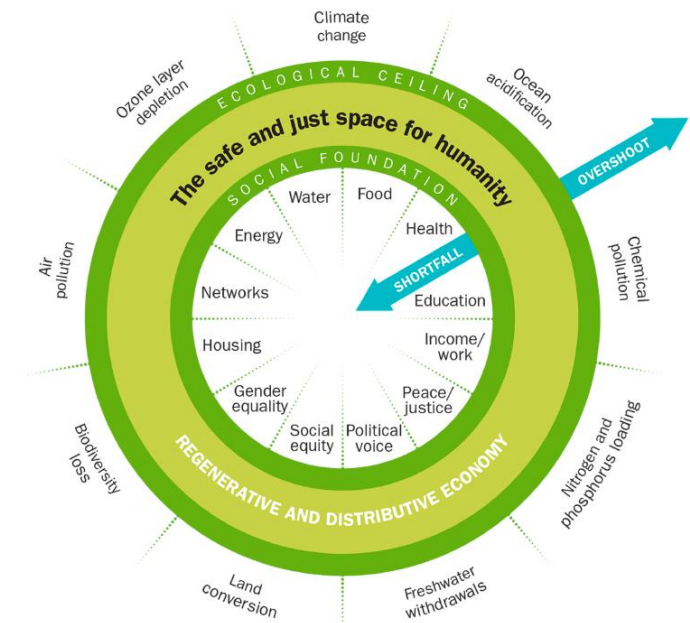 Climate
change
Ozone layer
depletion
Ocean
acidification
ECOLOGICAL CEILING
The safe and just space for humanity
OVERSHOOT
SOCIAL FOUNDATION
Water
Food
Energy
Health
SHORTFALL
Networks
Education
Air
pollution
Chemical
pollution
Housing
Income/
work
Gender
equality
Peace/
justice
Social
equity
Political
voice
REGENERATIVE AND DISTRIBUTIVE ECONOMY
Biodiversity
loss
Nitrogen and
phosphorus loading
Land
conversion
Freshwater
withdrawals